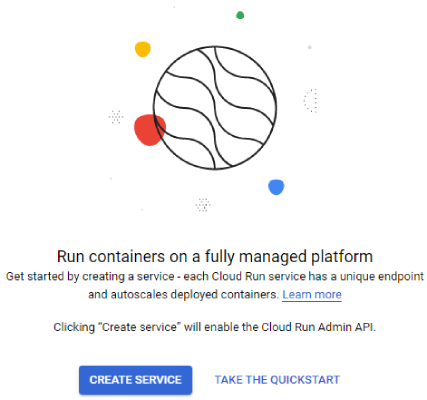 Run containers on a fully managed platform
Get started by creating a service - each Cloud Run service has a unique endpoint
and autoscales deployed containers. Learn more
Clicking “Create service” will enable the Cloud Run Admin API.
CREATE SERVICE TAKE THE QUICKSTART